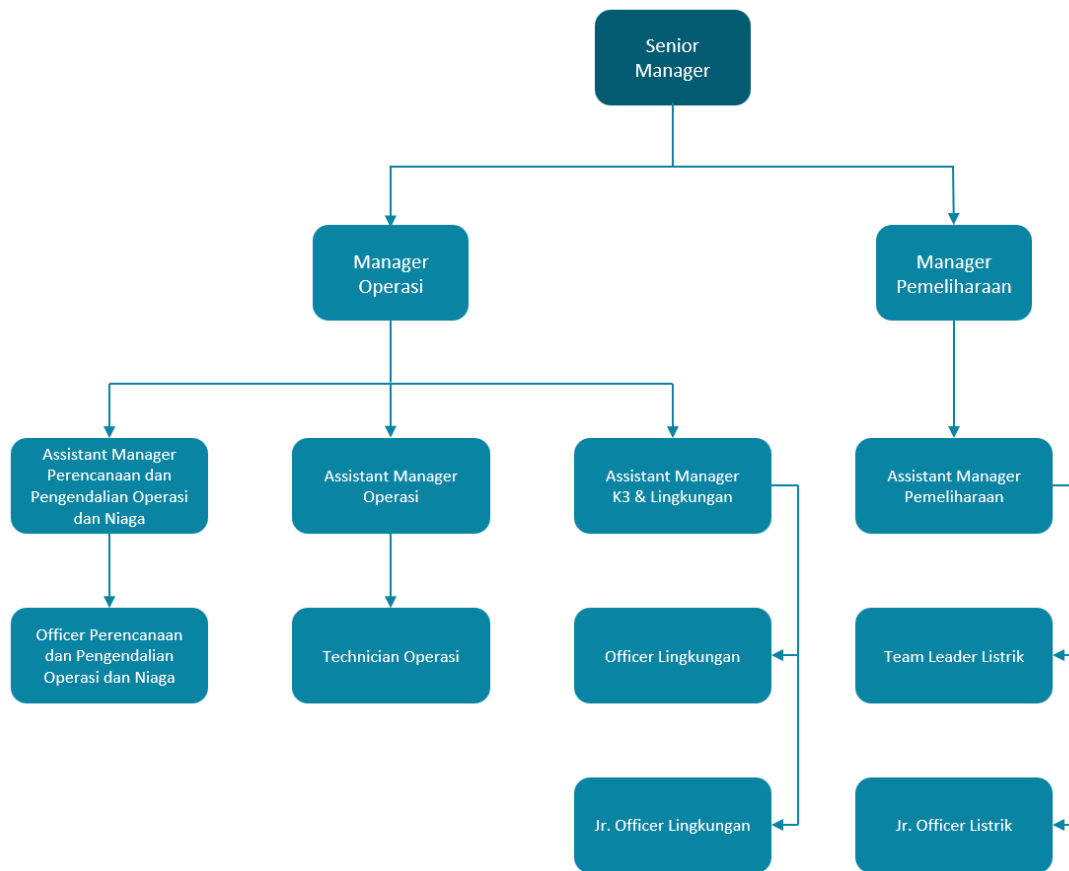 Senior
Manager
Manager
Operasi
Manager
Pemeliharaan
Assistant Manager
Perencanaan dan
Pengendalian Operasi
dan Niaga
Assistant Manager
Operasi
Assistant Manager
K3 & Lingkungan
Assistant Manager
Pemeliharaan
Officer Perencanaan
dan Pengendalian
Operasi dan Niaga
Technician Operasi
Officer Lingkungan
Team Leader Listrik
Jr. Officer Lingkungan
Jr. Officer Listrik